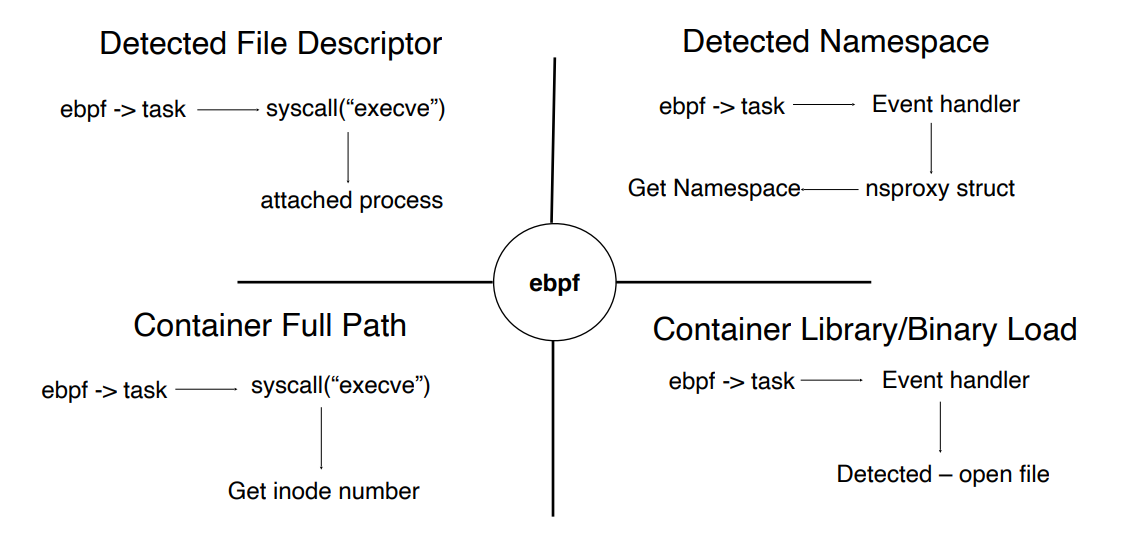 Detected File Descriptor
ebpf -> task
syscall(“execve”)
attached process
Detected Namespace
ebpf -> task
Event handler
Get Namespace
nsproxy struct
ebpf
Container Full Path
ebpf -> task
syscall(“execve”)
Get inode number
Container Library/Binary Load
ebpf -> task
Event handler
Detected – open file